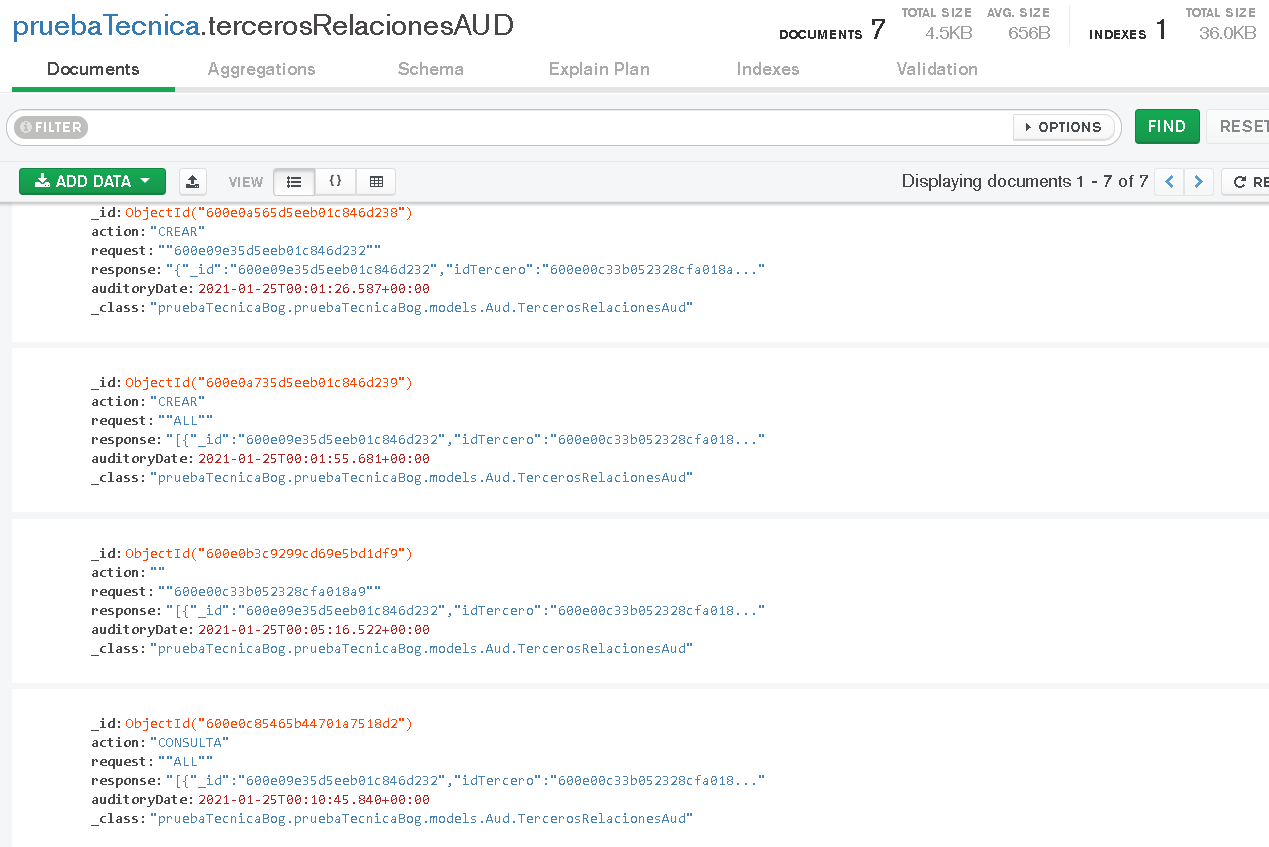 pruebaTecnica.tercerosRelacionesAUD
DOCUMENTS 7 TOTAL SIZE 4.5KB AVG. SIZE 656B INDEXES 1 TOTAL SIZE 36.0KB
Documents Aggregations Schema Explain Plan Indexes Validation
FILTER OPTIONS FIND RESET
ADD DATA VIEW {} Displaying documents 1 - 7 of 7 RE
_id: ObjectId("600e0a565d5eeb01c846d238")
action: "CREAR"
request: ""600e09e35d5eeb01c846d232""
response: "{"_id":"600e09e35d5eeb01c846d232","idTercero":"600e00c33b052328cfa018a..."
auditoryDate: 2021-01-25T00:01:26.587+00:00
_class: "pruebaTecnicaBog.pruebaTecnicaBog.models.Aud.TercerosRelacionesAud"
_id: ObjectId("600e0a735d5eeb01c846d239")
action: "CREAR"
request: ""ALL""
response: "[{"_id":"600e09e35d5eeb01c846d232","idTercero":"600e00c33b052328cfa018..."
auditoryDate: 2021-01-25T00:01:55.681+00:00
_class: "pruebaTecnicaBog.pruebaTecnicaBog.models.Aud.TercerosRelacionesAud"
_id: ObjectId("600e0b3c9299cd69e5bd1df9")
action: ""
request: ""600e00c33b052328cfa018a9""
response: "[{"_id":"600e09e35d5eeb01c846d232","idTercero":"600e00c33b052328cfa018..."
auditoryDate: 2021-01-25T00:05:16.522+00:00
_class: "pruebaTecnicaBog.pruebaTecnicaBog.models.Aud.TercerosRelacionesAud"
_id: ObjectId("600e0c85465b44701a7518d2")
action: "CONSULTA"
request: ""ALL""
response: "[{"_id":"600e09e35d5eeb01c846d232","idTercero":"600e00c33b052328cfa018..."
auditoryDate: 2021-01-25T00:10:45.840+00:00
_class: "pruebaTecnicaBog.pruebaTecnicaBog.models.Aud.TercerosRelacionesAud"